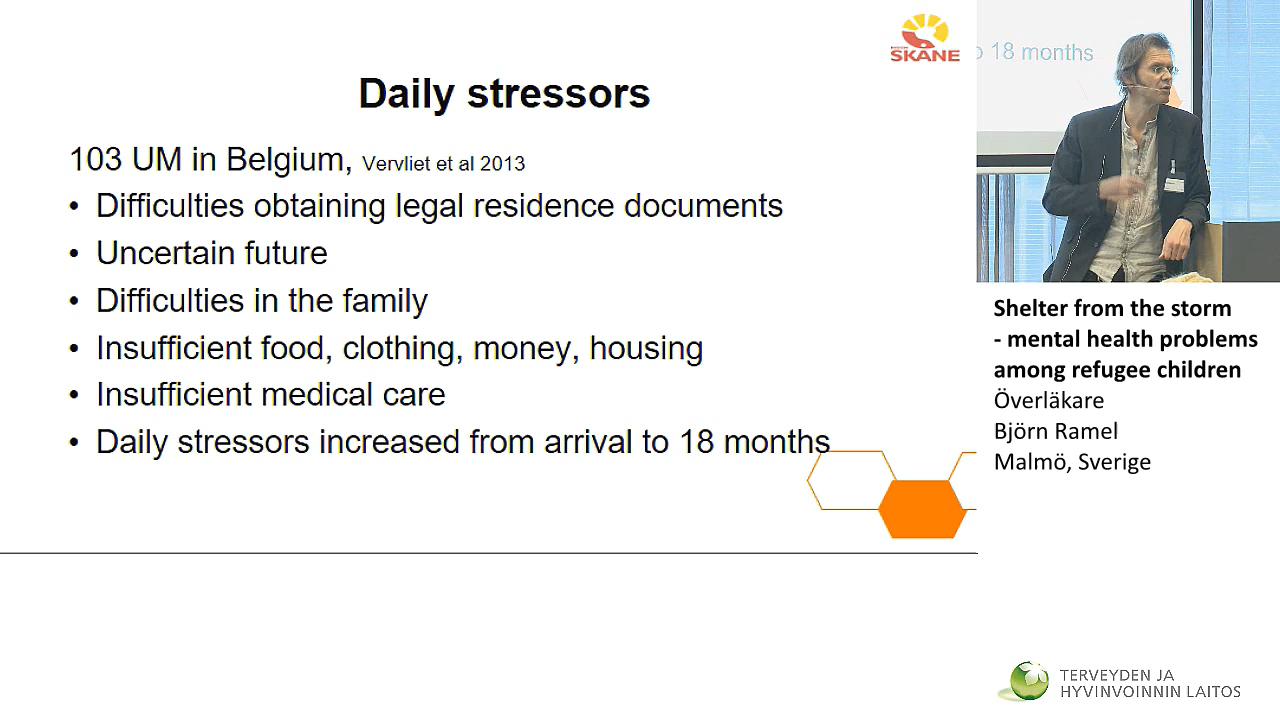 SKANE
Daily stressors
103 UM in Belgium, Vervliet et al 2013
• Difficulties obtaining legal residence documents
• Uncertain future
• Difficulties in the family
• Insufficient food, clothing, money, housing
• Insufficient medical care
• Daily stressors increased from arrival to 18 months
o 18 months
Shelter from the storm
- mental health problems
among refugee children
Överläkare
Björn Ramel
Malmö, Sverige
TERVEYDEN JA
HYVINVOINNIN LAITOS